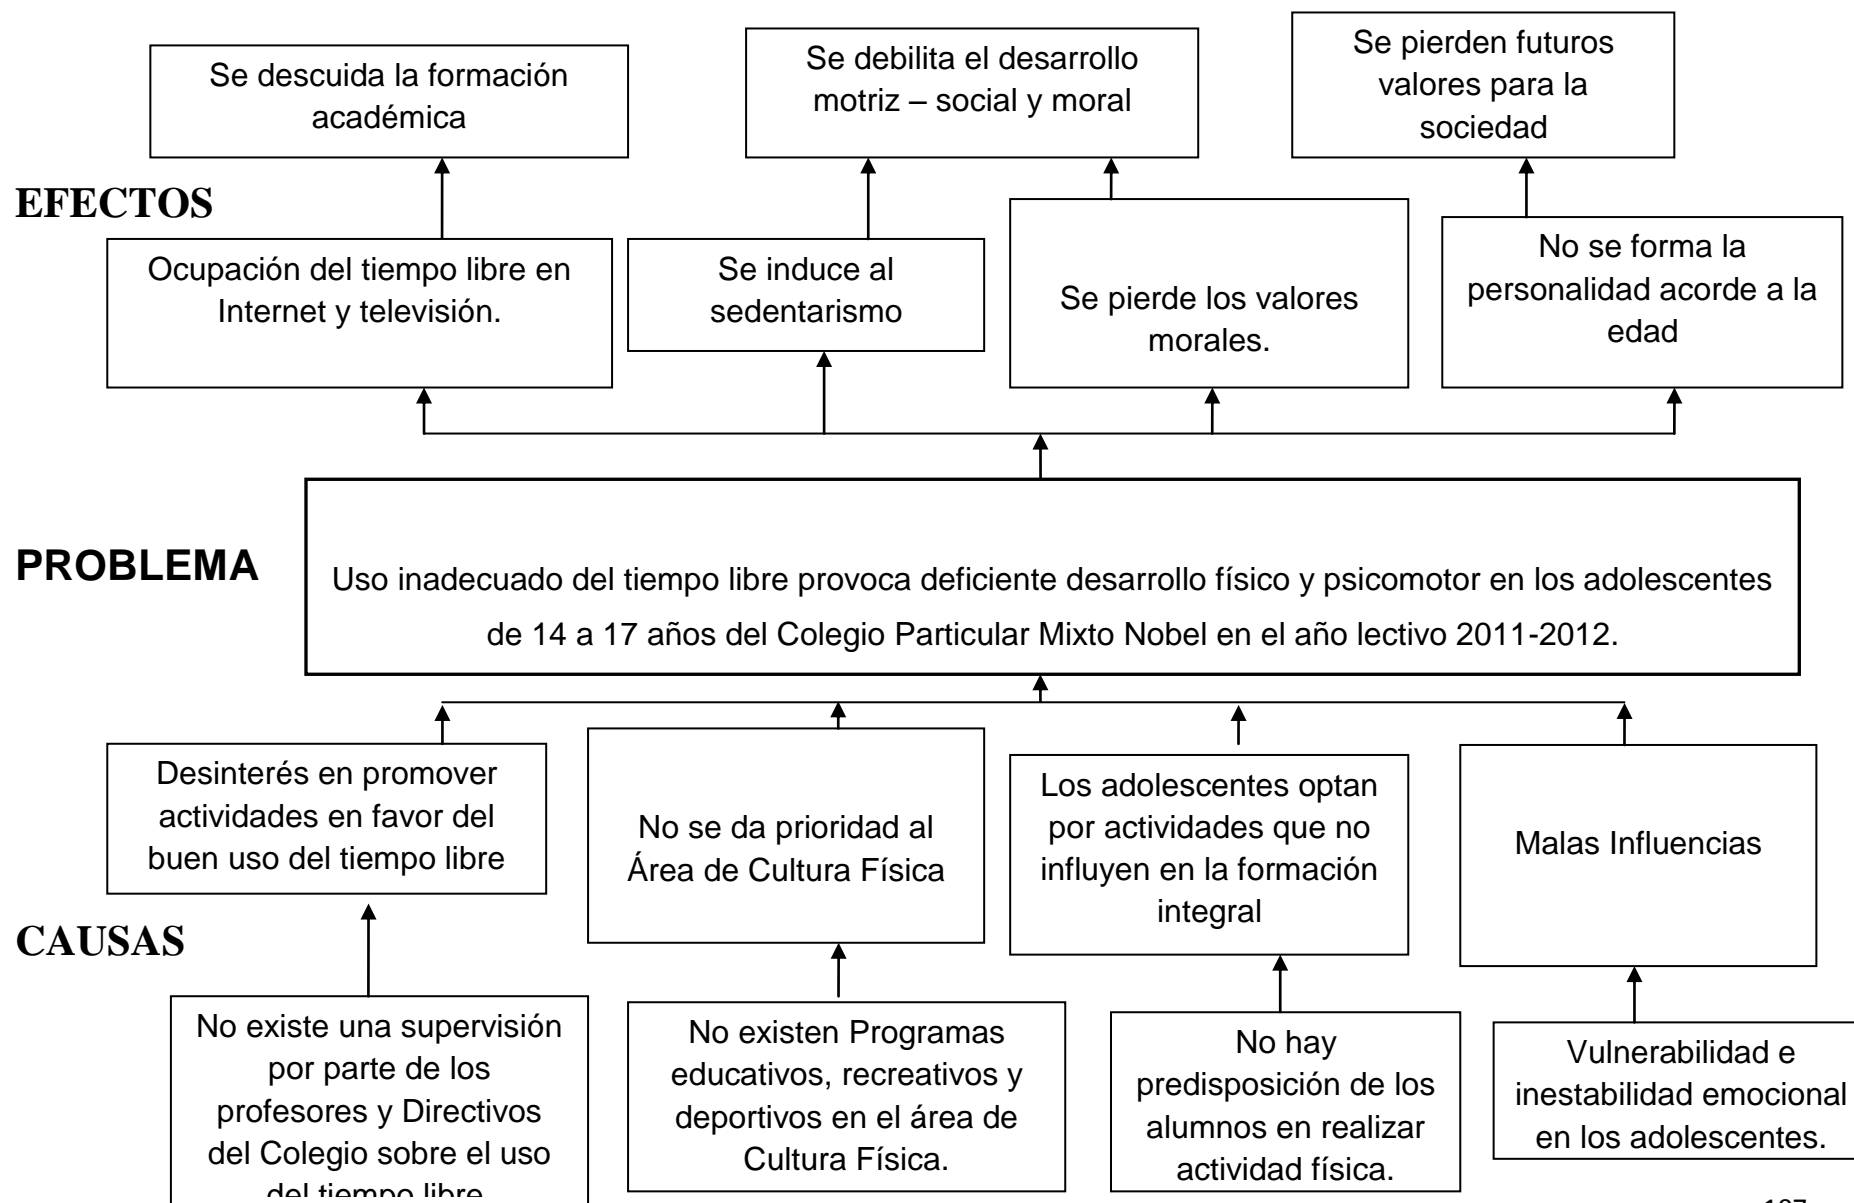 Se descuida la formación
académica
Se debilita el desarrollo
motriz – social y moral
Se pierden futuros
valores para la
sociedad
EFECTOS
Ocupación del tiempo libre en
Internet y televisión.
Se induce al
sedentarismo
Se pierde los valores
morales.
No se forma la
personalidad acorde a la
edad
PROBLEMA
Uso inadecuado del tiempo libre provoca deficiente desarrollo físico y psicomotor en los adolescentes
de 14 a 17 años del Colegio Particular Mixto Nobel en el año lectivo 2011-2012.
Desinterés en promover
actividades en favor del
buen uso del tiempo libre
No se da prioridad al
Área de Cultura Física
Los adolescentes optan
por actividades que no
influyen en la formación
integral
Malas Influencias
CAUSAS
No existe una supervisión
por parte de los
profesores y Directivos
del Colegio sobre el uso
del tiempo libre
No existen Programas
educativos, recreativos y
deportivos en el área de
Cultura Física.
No hay
predisposición de los
alumnos en realizar
actividad física.
Vulnerabilidad e
inestabilidad emocional
en los adolescentes.